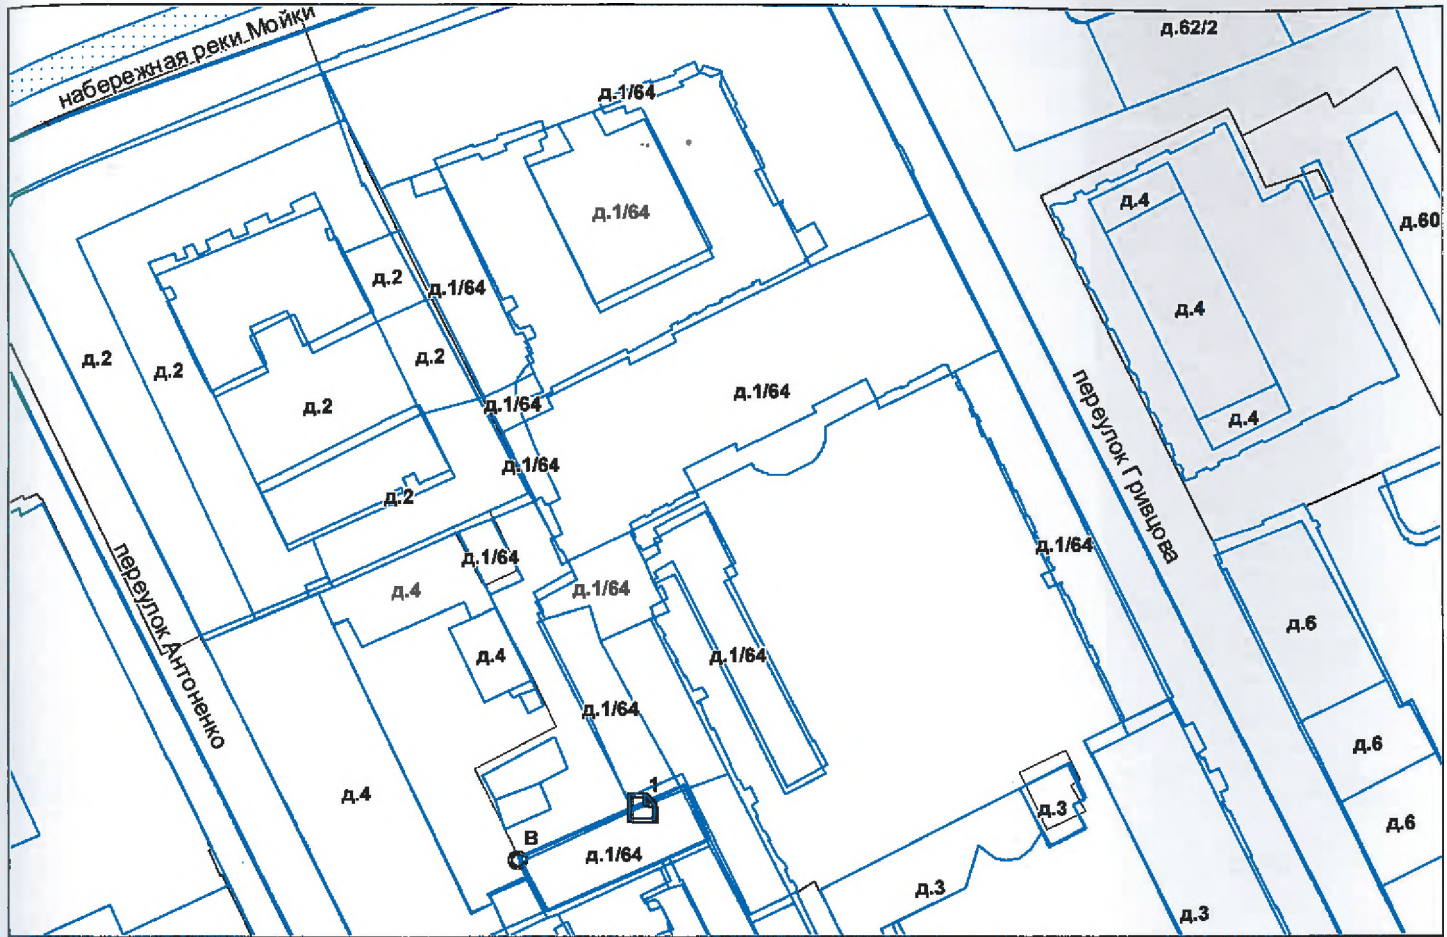 набережная реки Мойки
д.62/2
д.1/64
д.4
д.1/64
д.60
д.2
д.1/64
д.4
д.2
д.2
д.2
д.2
д.1/64
д.1/64
д.4
переулок Гривцова
д.1/64
д.2
д.1/64
д.1/64
переулок Антоненко
д.4
д.1/64
д.6
д.4
д.1/64
д.1/64
д.6
д.4
1
д.3
д.6
В
д.1/64
д.3
д.3